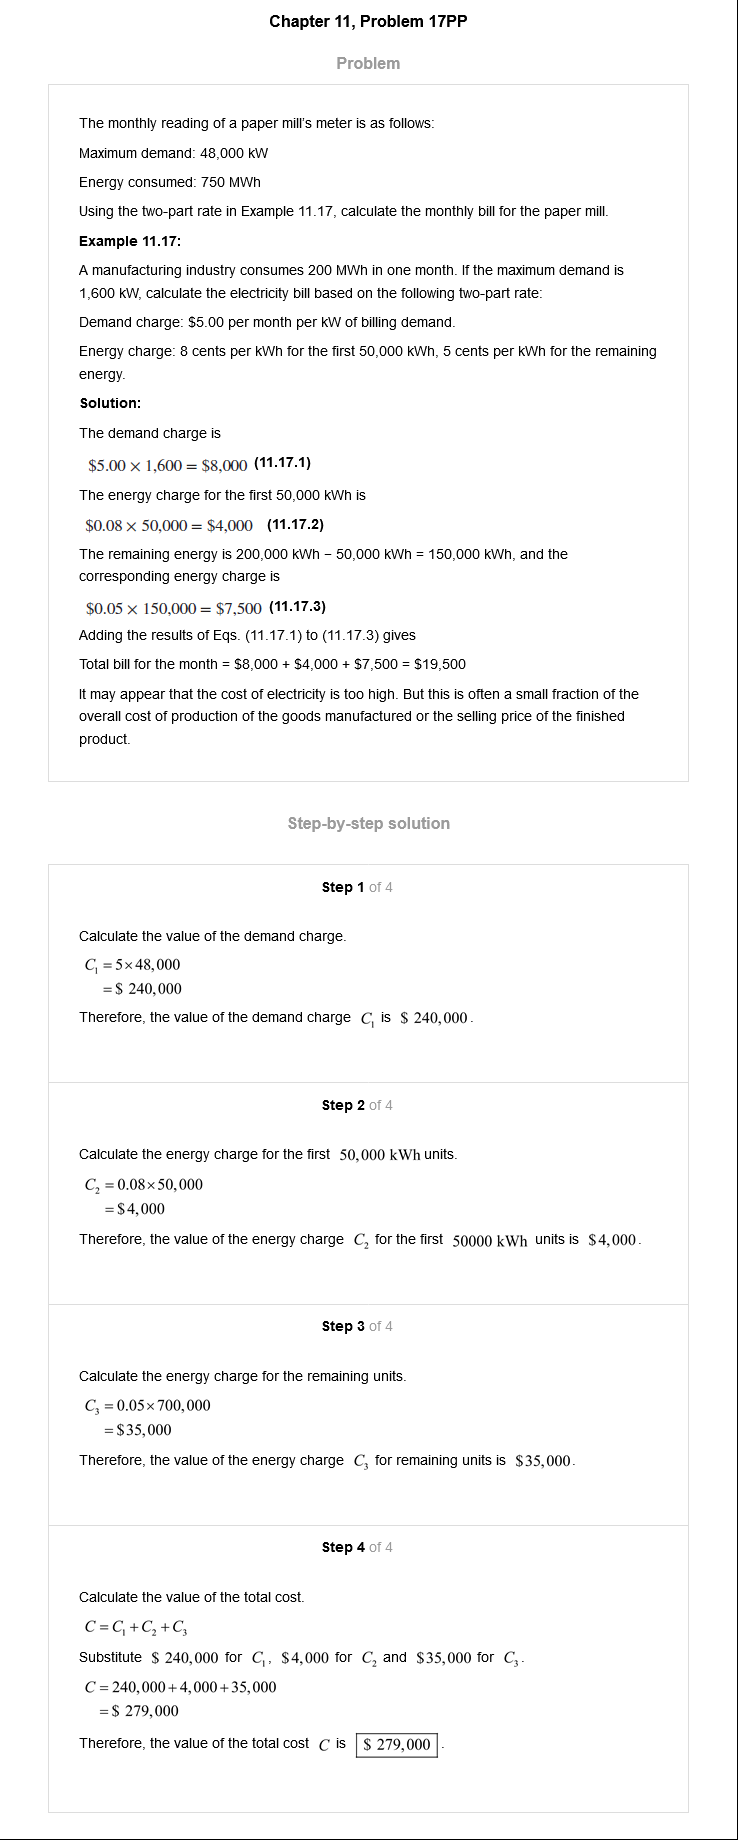 Chapter 11, Problem 17PP
Problem
The monthly reading of a paper mill's meter is as follows:
Maximum demand: 48,000 kW
Energy consumed: 750 MWh
Using the two-part rate in Example 11.17, calculate the monthly bill for the paper mill.
Example 11.17:
A manufacturing industry consumes 200 MWh in one month. If the maximum demand is
1,600 kW, calculate the electricity bill based on the following two-part rate:
Demand charge: $5.00 per month per kW of billing demand.
Energy charge: 8 cents per kWh for the first 50,000 kWh, 5 cents per kWh for the remaining
energy.
Solution:
The demand charge is
$5.00 × 1,600 = $8,000 (11.17.1)
The energy charge for the first 50,000 kWh is
$0.08 × 50,000 = $4,000 (11.17.2)
The remaining energy is 200,000 kWh − 50,000 kWh = 150,000 kWh, and the
corresponding energy charge is
$0.05 × 150,000 = $7,500 (11.17.3)
Adding the results of Eqs. (11.17.1) to (11.17.3) gives
Total bill for the month = $8,000 + $4,000 + $7,500 = $19,500
It may appear that the cost of electricity is too high. But this is often a small fraction of the
overall cost of production of the goods manufactured or the selling price of the finished
product.
Step-by-step solution
Step 1 of 4
Calculate the value of the demand charge.
C₁ = 5×48,000
= $ 240,000
Therefore, the value of the demand charge C₁ is $ 240,000.
Step 2 of 4
Calculate the energy charge for the first 50,000 kWh units.
C₂ = 0.08×50,000
= $4,000
Therefore, the value of the energy charge C₂ for the first 50000 kWh units is $4,000.
Step 3 of 4
Calculate the energy charge for the remaining units.
C₃ = 0.05×700,000
= $35,000
Therefore, the value of the energy charge C₃ for remaining units is $35,000.
Step 4 of 4
Calculate the value of the total cost.
C = C₁ + C₂ + C₃
Substitute $ 240,000 for C₁, $4,000 for C₂ and $35,000 for C₃.
C = 240,000+4,000+35,000
= $ 279,000
Therefore, the value of the total cost C is $ 279,000.